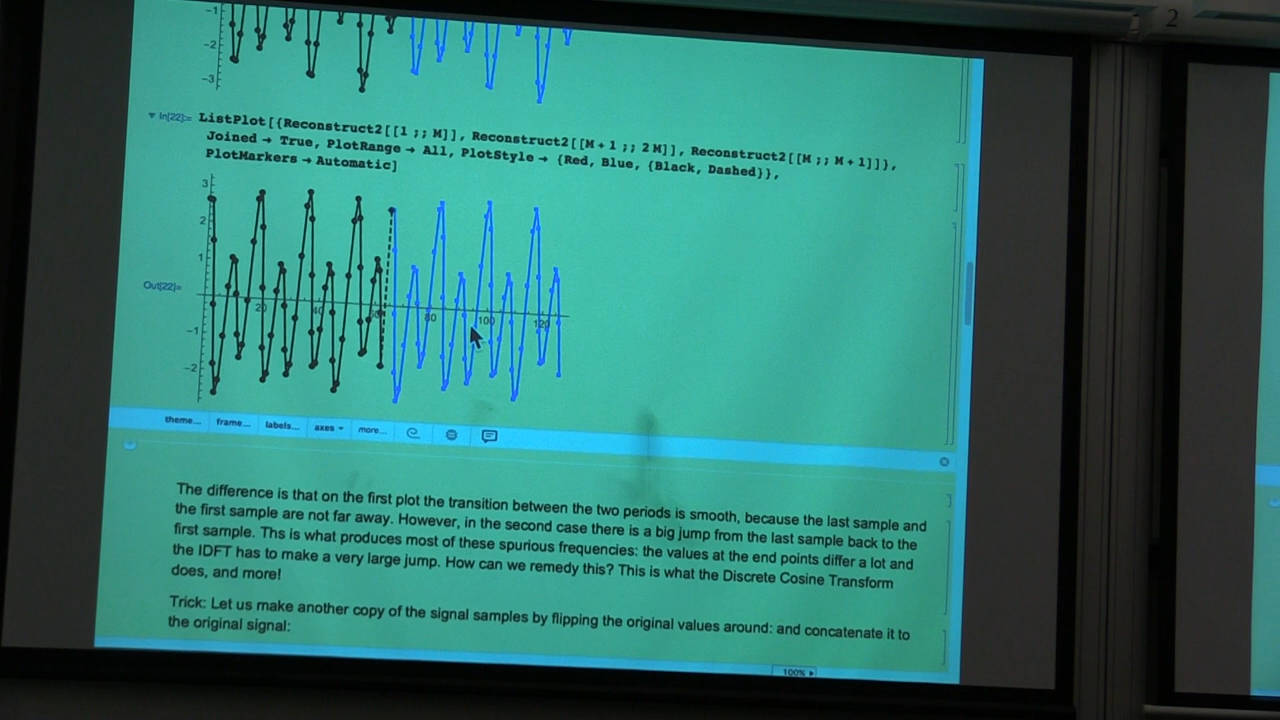 2
-1
-2
-3
In[22]:= ListPlot[{Reconstruct2[[1 ;; M]], Reconstruct2[[M + 1 ;; 2 M]], Reconstruct2[[M ;; M + 1]]},
Joined → True, PlotRange → All, PlotStyle → {Red, Blue, {Black, Dashed}},
PlotMarkers → Automatic]
3
2
1
Out[22]=
20 40 80 100 120
-1
-2
theme... frame... labels... axes more...
The difference is that on the first plot the transition between the two periods is smooth, because the last sample and
the first sample are not far away. However, in the second case there is a big jump from the last sample back to the
first sample. Ths is what produces most of these spurious frequencies: the values at the end points differ a lot and
the IDFT has to make a very large jump. How can we remedy this? This is what the Discrete Cosine Transform
does, and more!
Trick: Let us make another copy of the signal samples by flipping the original values around: and concatenate it to
the original signal:
100%